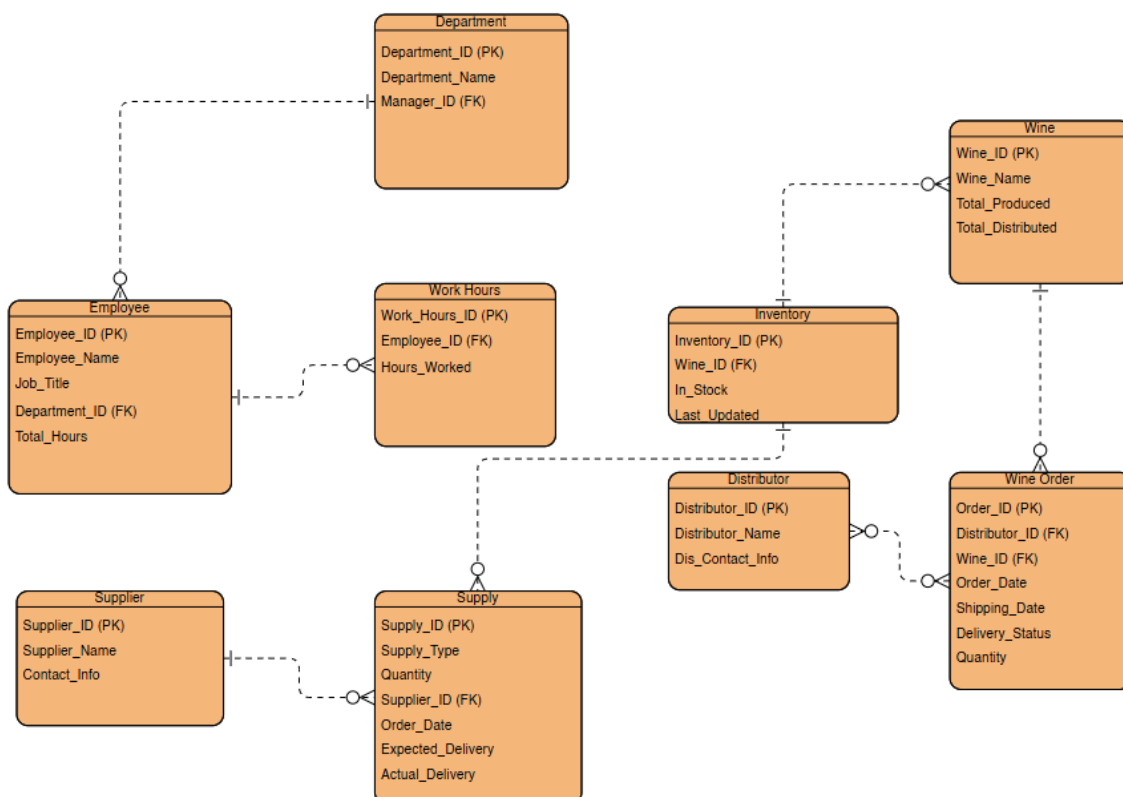 Department
Department_ID (PK)
Department_Name
Manager_ID (FK)
Wine
Wine_ID (PK)
Wine_Name
Total_Produced
Total_Distributed
Employee
Employee_ID (PK)
Employee_Name
Job_Title
Department_ID (FK)
Total_Hours
Work Hours
Work_Hours_ID (PK)
Employee_ID (FK)
Hours_Worked
Inventory
Inventory_ID (PK)
Wine_ID (FK)
In_Stock
Last_Updated
Distributor
Distributor_ID (PK)
Distributor_Name
Dis_Contact_Info
Wine Order
Order_ID (PK)
Distributor_ID (FK)
Wine_ID (FK)
Order_Date
Shipping_Date
Delivery_Status
Quantity
Supplier
Supplier_ID (PK)
Supplier_Name
Contact_Info
Supply
Supply_ID (PK)
Supply_Type
Quantity
Supplier_ID (FK)
Order_Date
Expected_Delivery
Actual_Delivery